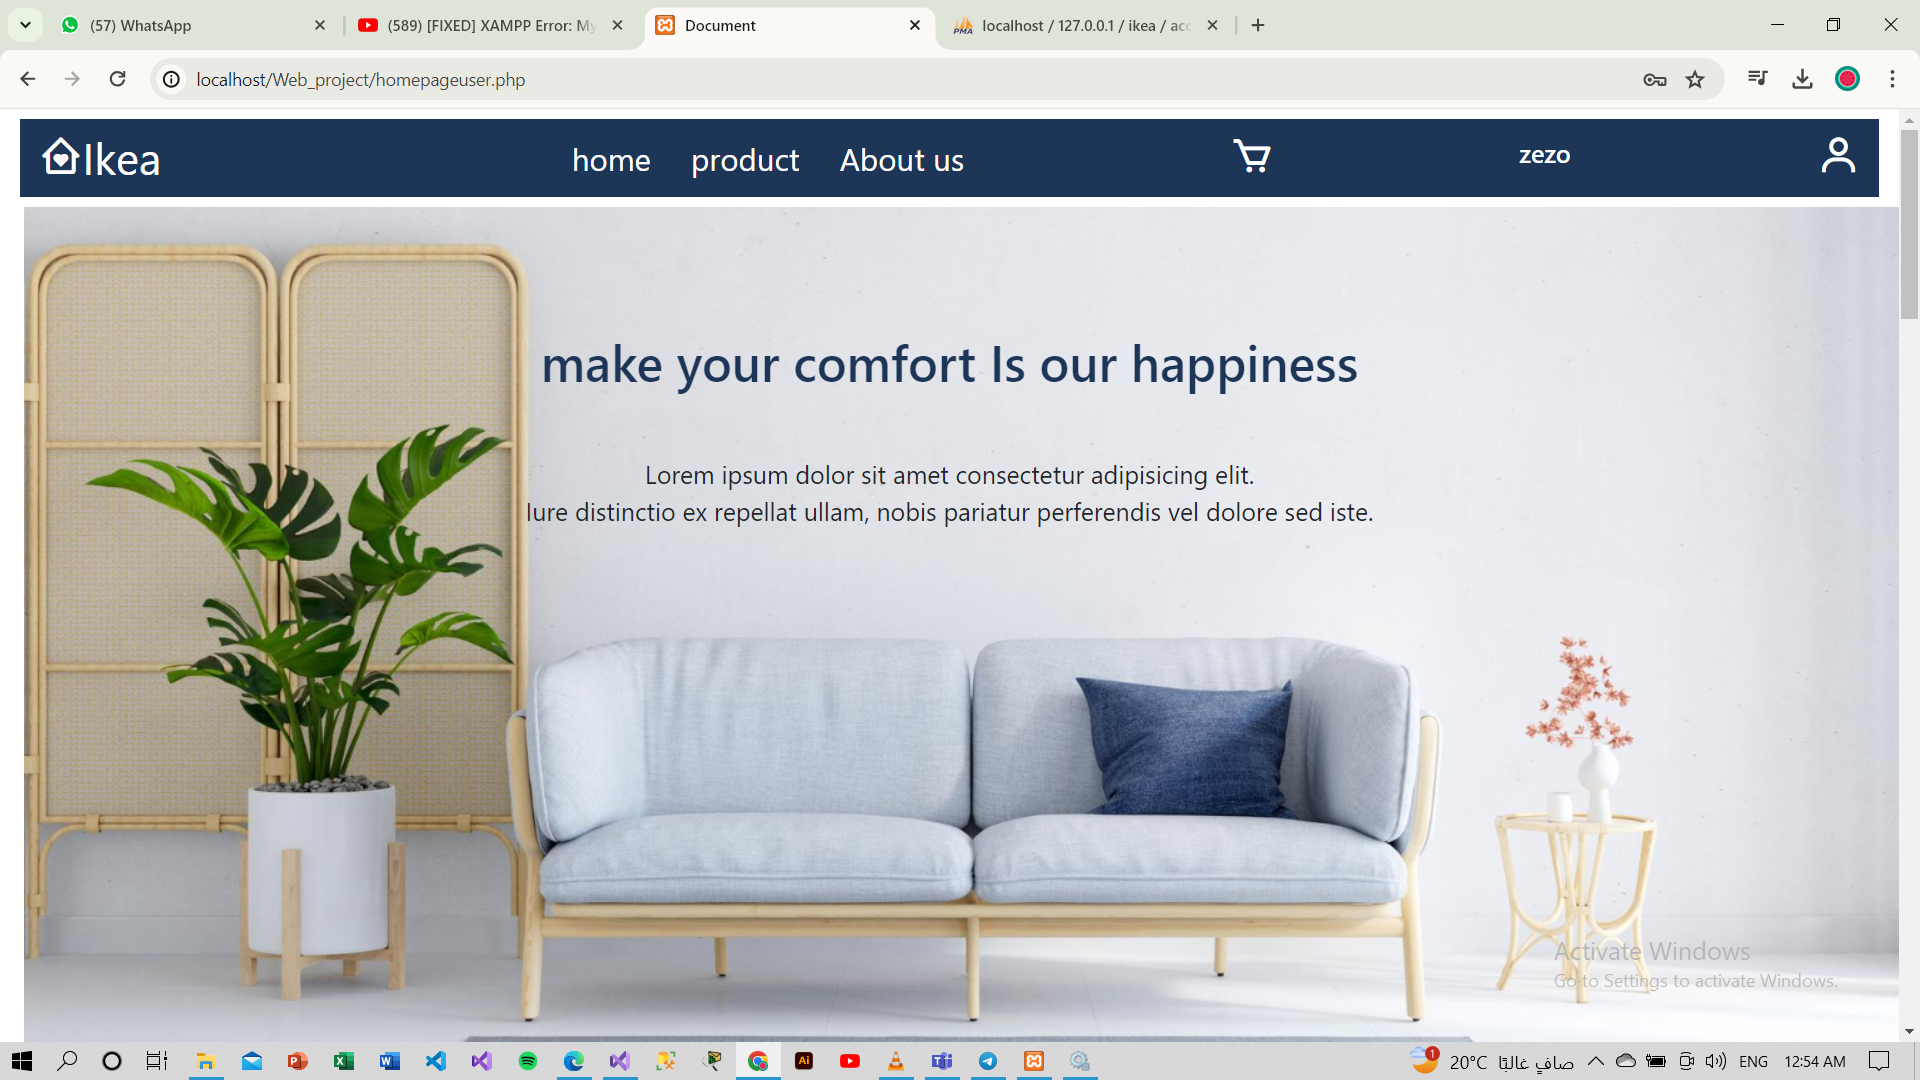 (57) WhatsApp
(589) [FIXED] XAMPP Error: My
Document
localhost / 127.0.0.1 / ikea / acc
localhost/Web_project/homepageuser.php
Ikea
home
product
About us
zezo
make your comfort Is our happiness
Lorem ipsum dolor sit amet consectetur adipisicing elit.
Iure distinctio ex repellat ullam, nobis pariatur perferendis vel dolore sed iste.
Activate Windows
Go to Settings to activate Windows.
1
20°C صافٍ غالبًا
ENG
12:54 AM